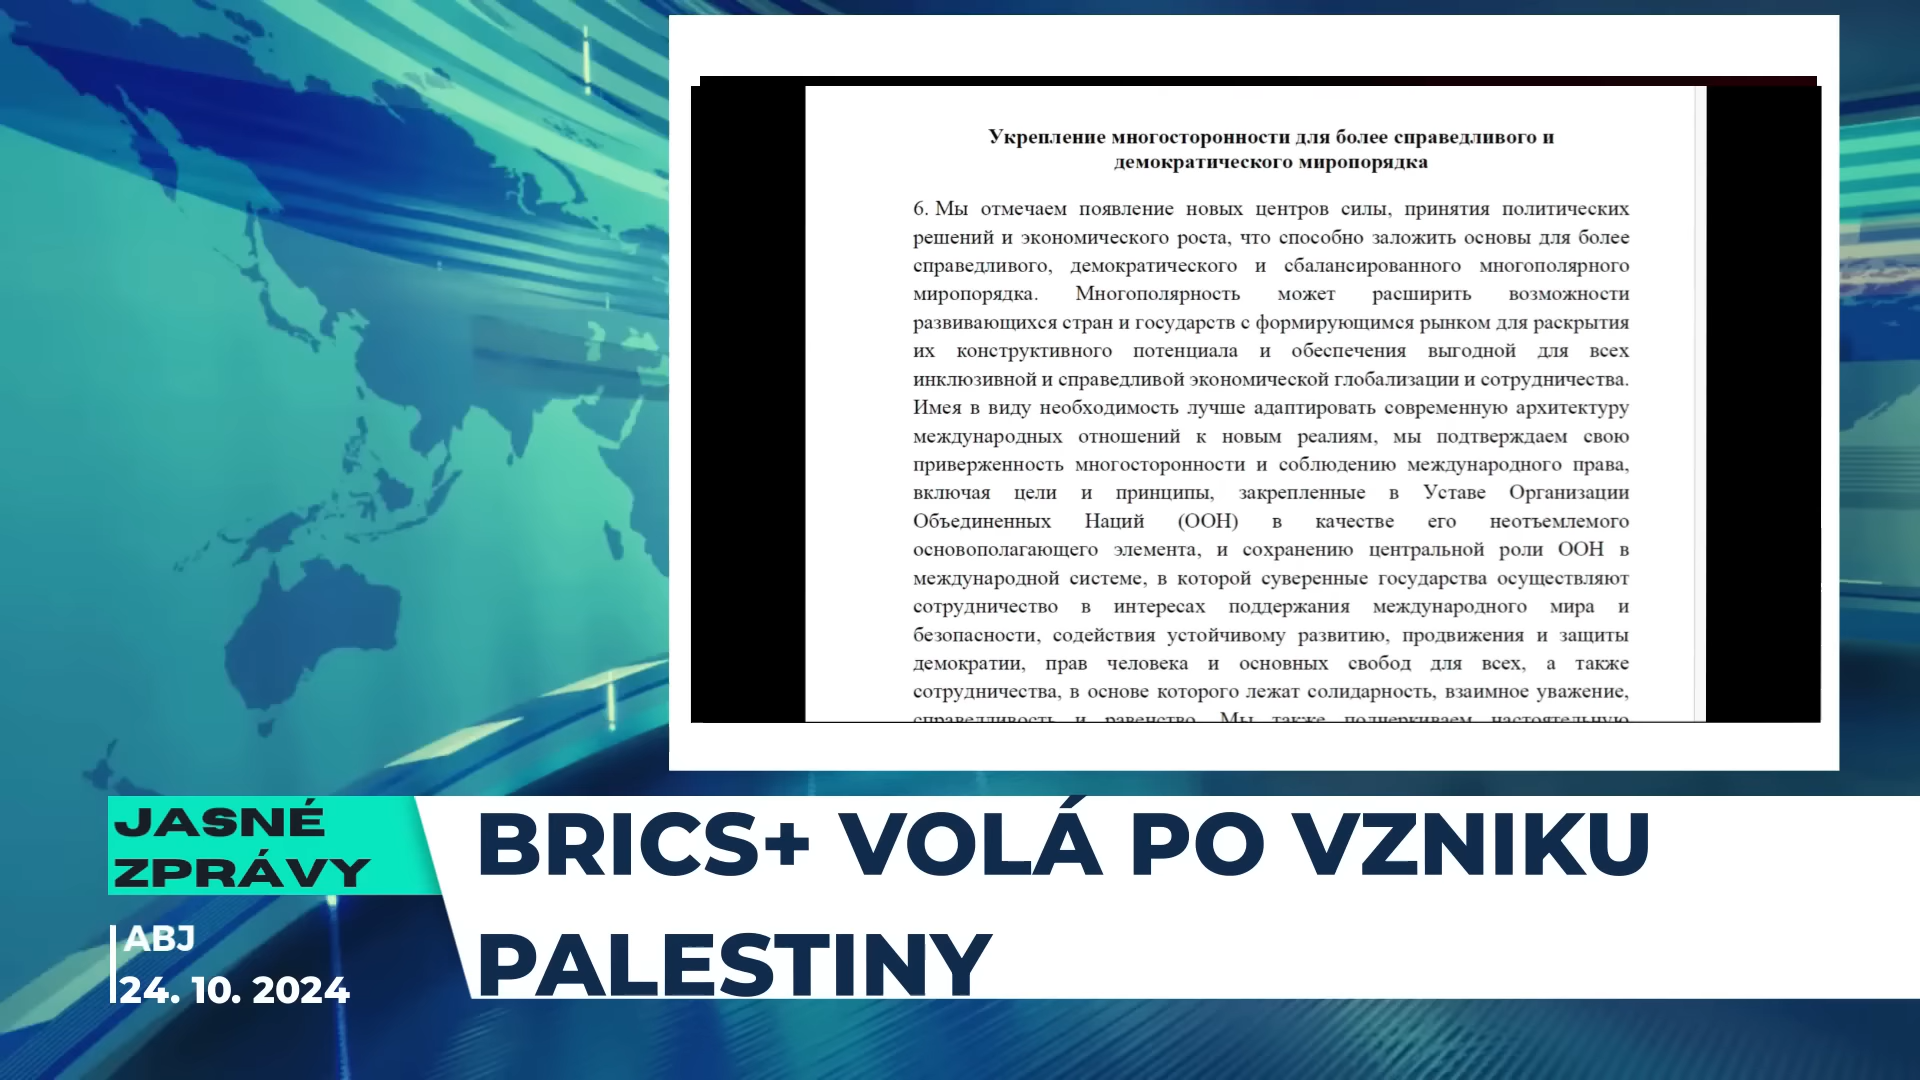 Укрепление многосторонности для более справедливого и
демократического миропорядка
6. Мы отмечаем появление новых центров силы, принятия политических
решений и экономического роста, что способно заложить основы для более
справедливого, демократического и сбалансированного многополярного
миропорядка. Многополярность может расширить возможности
развивающихся стран и государств с формирующимся рынком для раскрытия
их конструктивного потенциала и обеспечения выгодной для всех
инклюзивной и справедливой экономической глобализации и сотрудничества.
Имея в виду необходимость лучше адаптировать современную архитектуру
международных отношений к новым реалиям, мы подтверждаем свою
приверженность многосторонности и соблюдению международного права,
включая цели и принципы, закрепленные в Уставе Организации
Объединенных Наций (ООН) в качестве его неотъемлемого
основополагающего элемента, и сохранению центральной роли ООН в
международной системе, в которой суверенные государства осуществляют
сотрудничество в интересах поддержания международного мира и
безопасности, содействия устойчивому развитию, продвижения и защиты
демократии, прав человека и основных свобод для всех, а также
сотрудничества, в основе которого лежат солидарность, взаимное уважение,
справедливость и равенство. Мы также подчеркиваем настоятельную
JASNÉ
ZPRÁVY
ABJ
24. 10. 2024
BRICS+ VOLÁ PO VZNIKU
PALESTINY